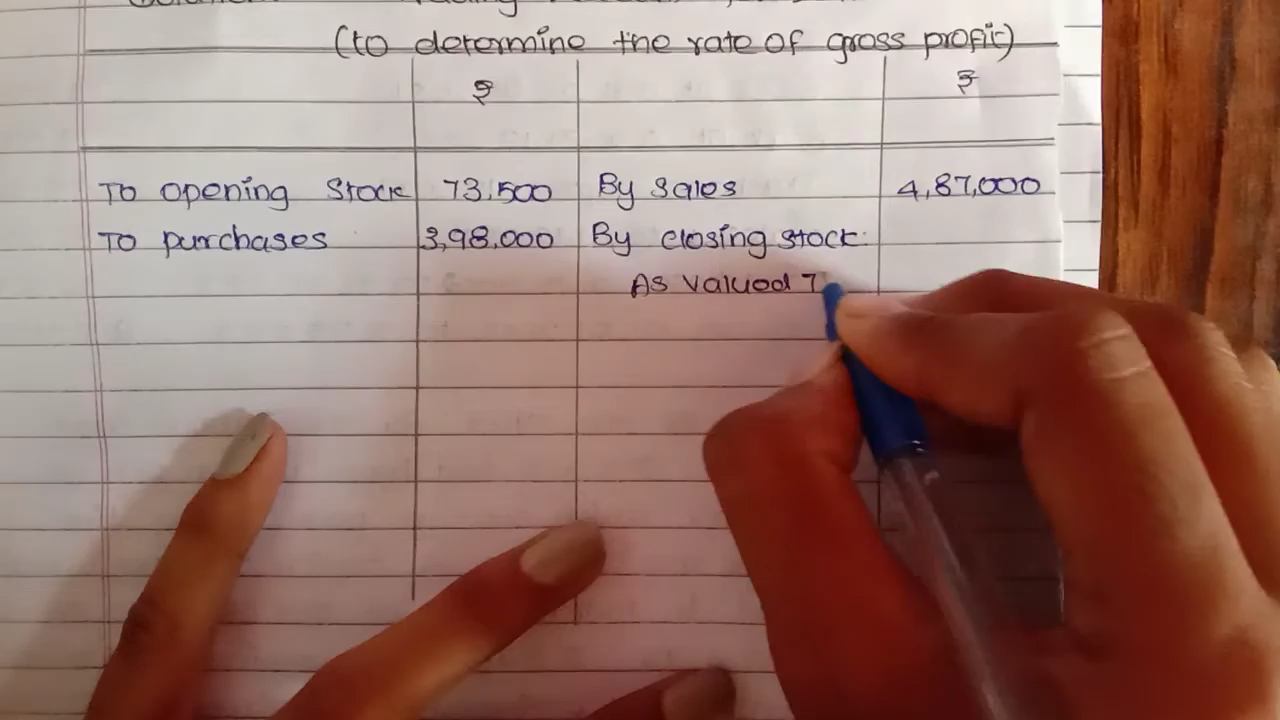 (to determine the rate of gross profit)
₹ ₹
To opening Stock 73,500 By Sales 4,87,000
To purchases 3,98,000 By closing stock:
As Valued 7